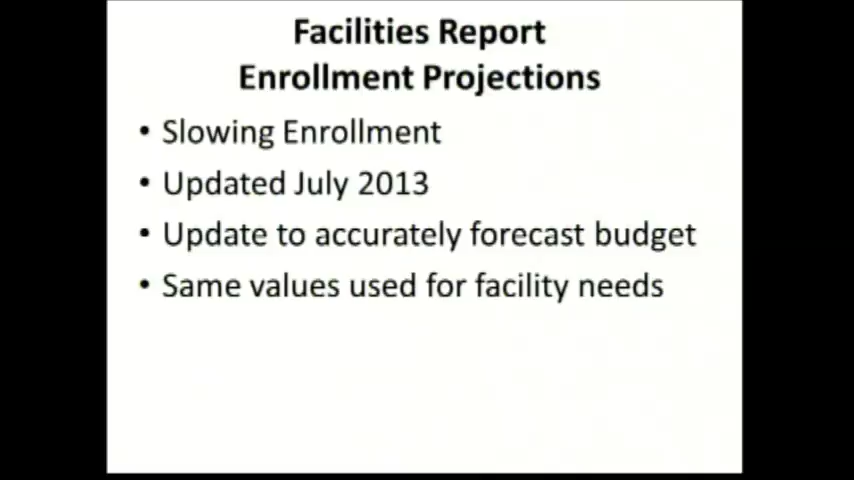 Facilities Report
Enrollment Projections
• Slowing Enrollment
• Updated July 2013
• Update to accurately forecast budget
• Same values used for facility needs